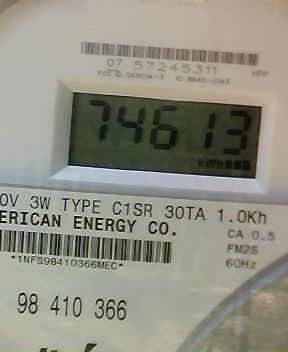 07 57245311
74613
kWh
0V 3W TYPE C1SR 30TA 1.0Kh
ERICAN ENERGY CO.
CA 0.5
FM2S
60Hz
*1NFS98410366MEC*
98 410 366